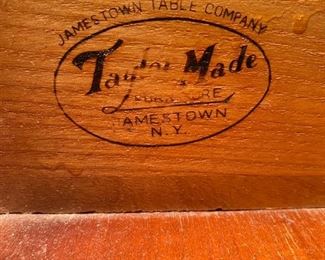 JAMESTOWN TABLE COMPANY
Taylor Made
FURNITURE
JAMESTOWN
N.Y.